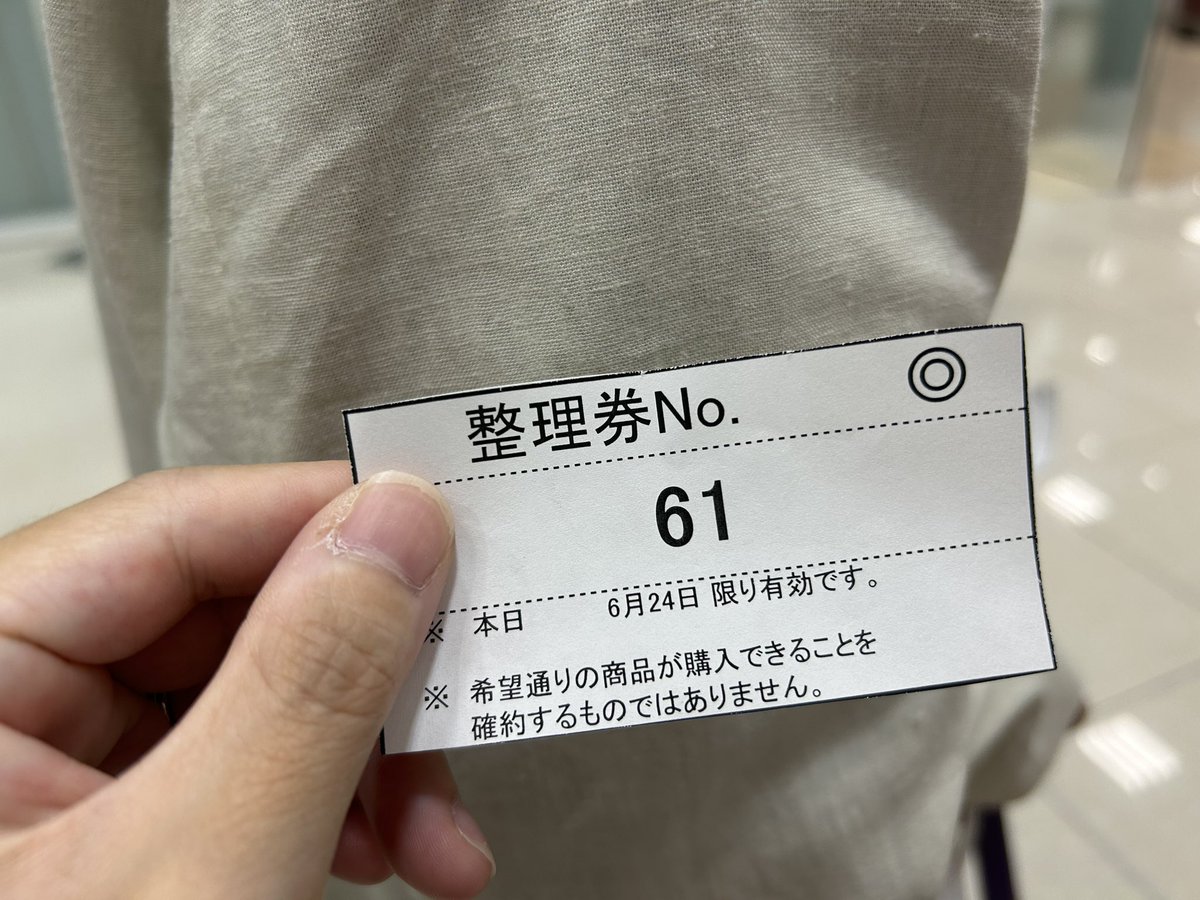 整理券No.
◎
61
※ 本日 6月24日 限り有効です。
※ 希望通りの商品が購入できることを
確約するものではありません。